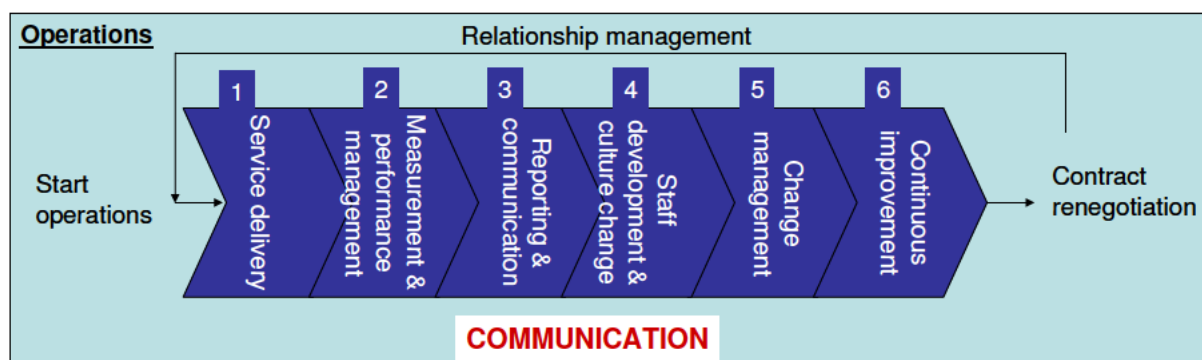 Operations
Relationship management
1
2
3
4
5
6
Start
operations
Service delivery
Measurement &
performance
management
Reporting &
communication
Staff
development &
culture change
Change
management
Continuous
improvement
Contract
renegotiation
COMMUNICATION